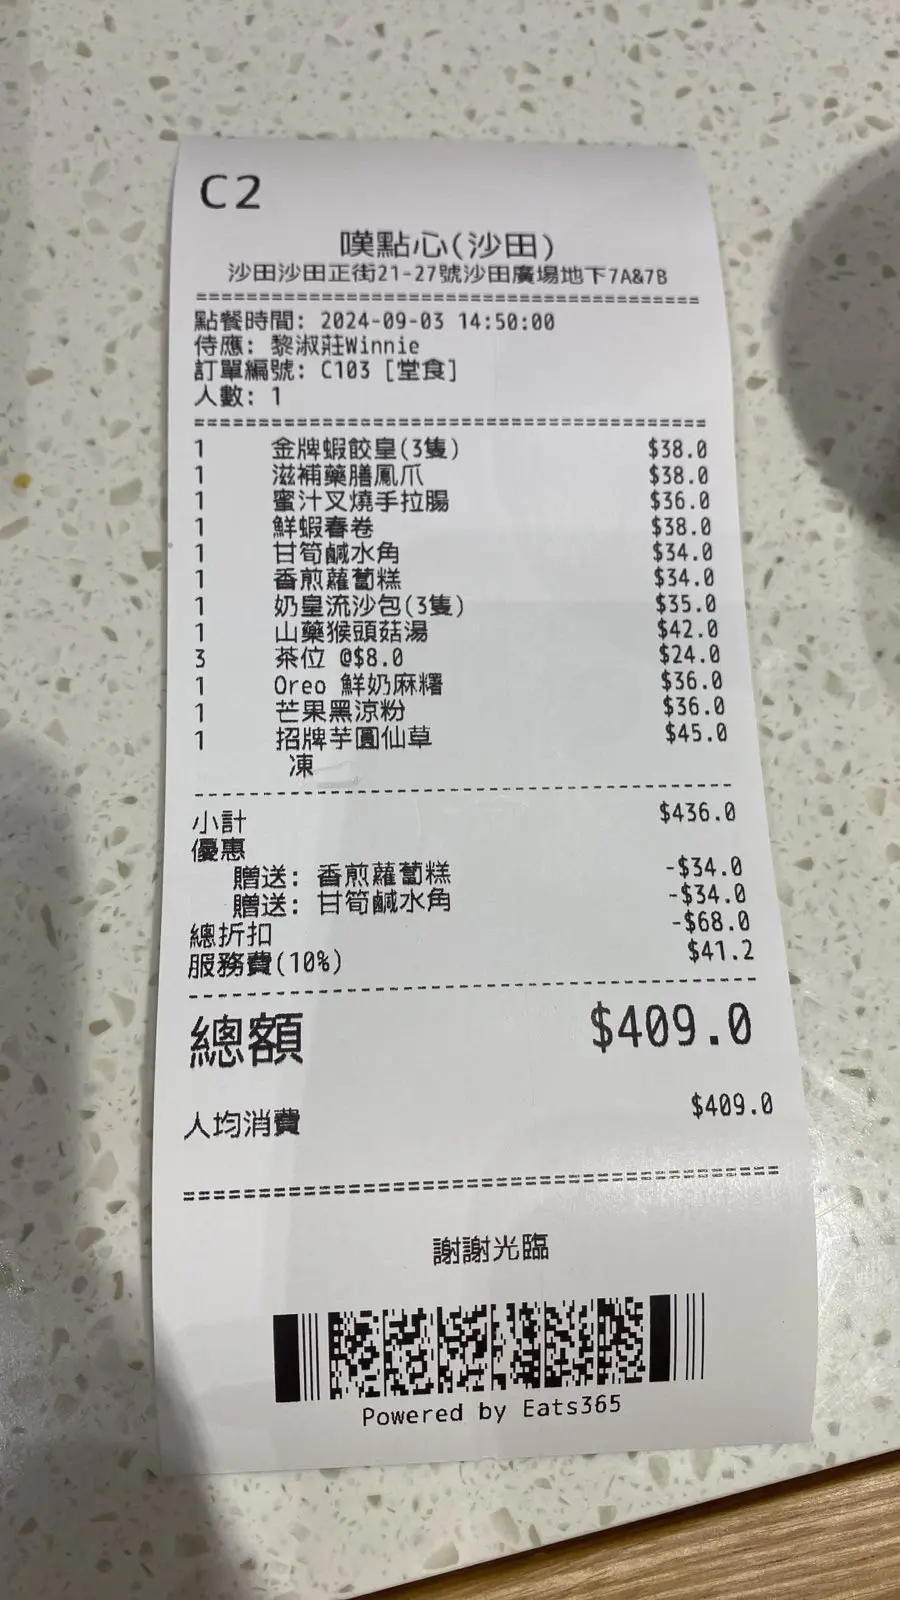 C2
嘆點心(沙田)
沙田沙田正街21-27號沙田廣場地下7A&7B
點餐時間: 2024-09-03 14:50:00
侍應: 黎淑莊Winnie
訂單編號: C103 [堂食]
人數: 1
1 金牌蝦餃皇(3隻) $38.0
1 滋補藥膳鳳爪 $38.0
1 蜜汁叉燒手拉腸 $36.0
1 鮮蝦春卷 $38.0
1 甘筍鹹水角 $34.0
1 香煎蘿蔔糕 $34.0
1 奶皇流沙包(3隻) $35.0
1 山藥猴頭菇湯 $42.0
3 茶位 @$8.0 $24.0
1 Oreo 鮮奶麻糬 $36.0
1 芒果黑涼粉 $36.0
1 招牌芋圓仙草 $45.0
凍
小計 $436.0
優惠
贈送: 香煎蘿蔔糕 -$34.0
贈送: 甘筍鹹水角 -$34.0
總折扣 -$68.0
服務費(10%) $41.2
總額 $409.0
人均消費 $409.0
謝謝光臨
Powered by Eats365